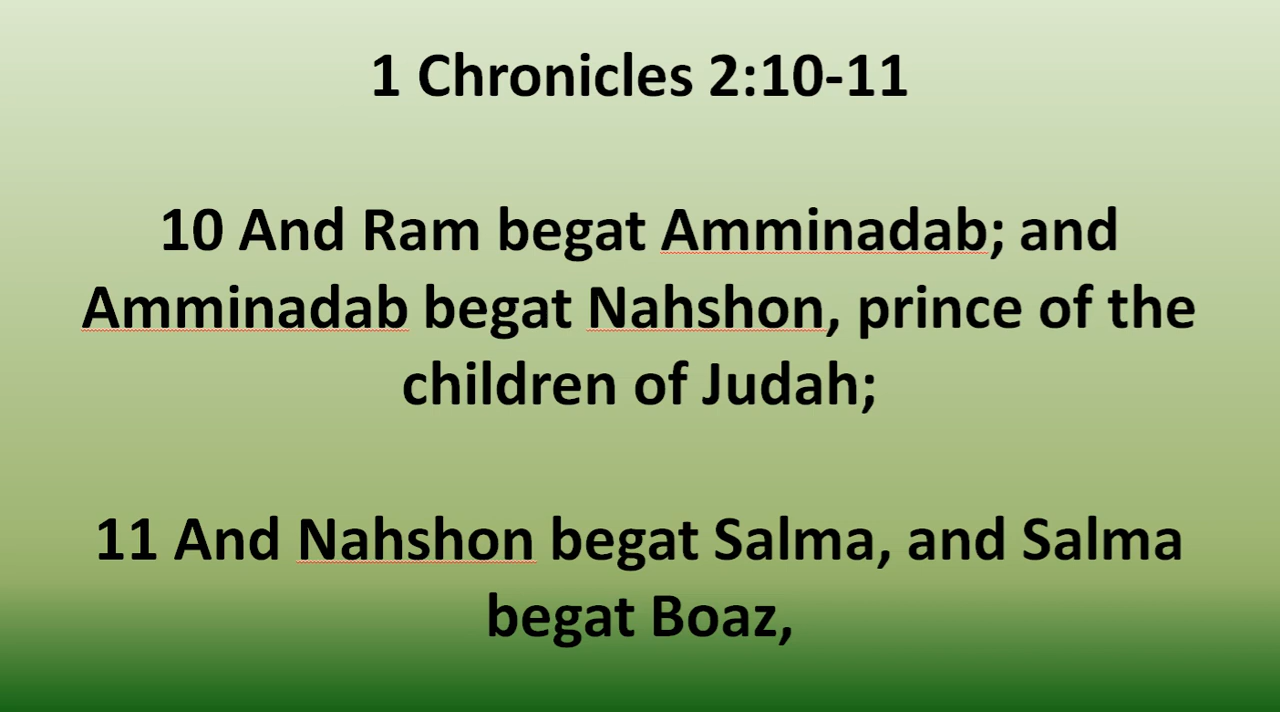 1 Chronicles 2:10-11
10 And Ram begat Amminadab; and
Amminadab begat Nahshon, prince of the
children of Judah;
11 And Nahshon begat Salma, and Salma
begat Boaz,